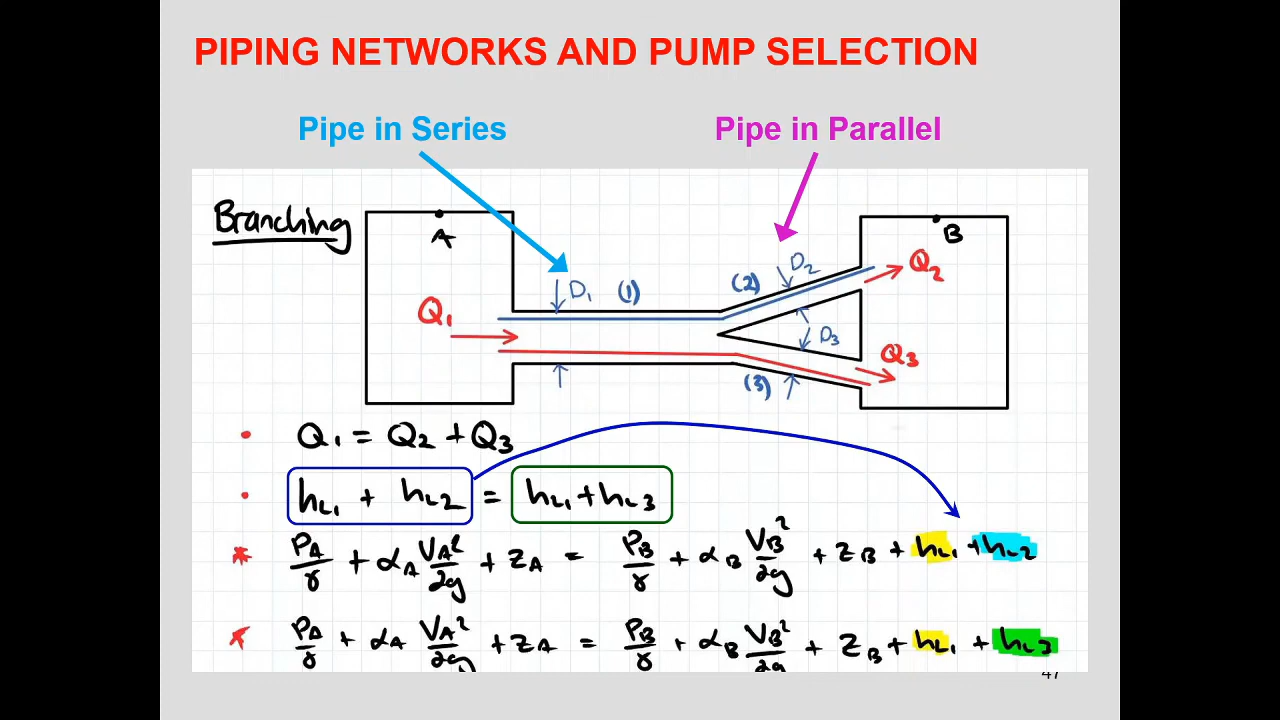 PIPING NETWORKS AND PUMP SELECTION
Pipe in Series
Pipe in Parallel
Branching
A
B
D₁
(1)
(2)
D₂
Q₂
Q₁
D₃
Q₃
(3)
• Q₁ = Q₂ + Q₃
• hL₁ + hL₂ = hL₁ + hL₃
* PA/γ + αA VA²/2g + zA = PB/γ + αB VB²/2g + zB + hL₁ + hL₂
* PA/γ + αA VA²/2g + zA = PB/γ + αB VB²/2g + zB + hL₁ + hL₃
47